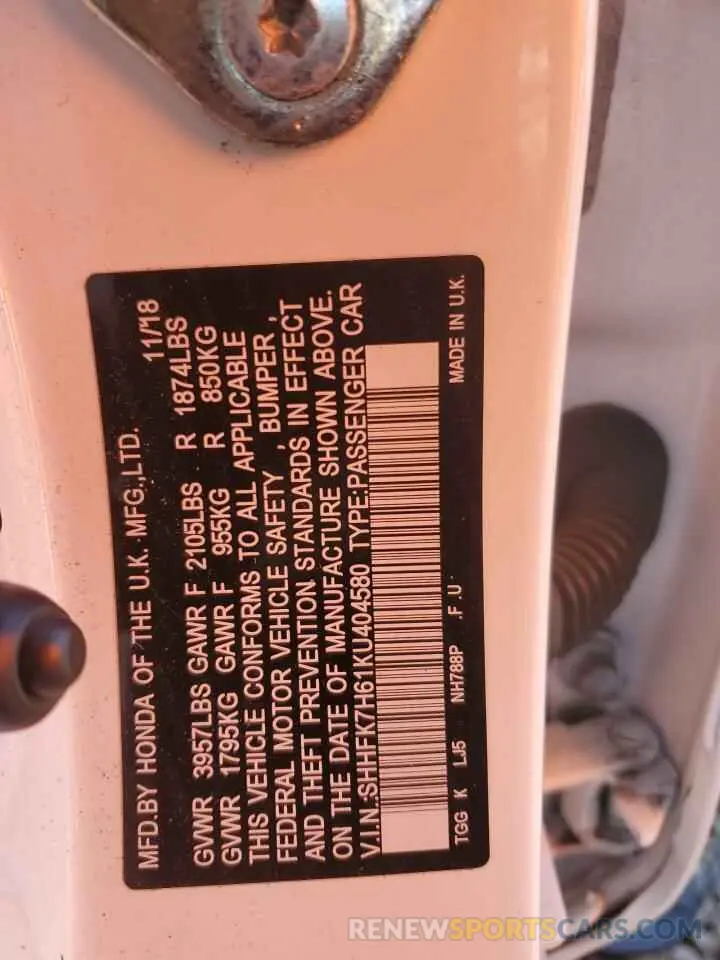 MFD.BY HONDA OF THE U.K. MFG.,LTD. 11/18
GVWR 3957LBS GAWR F 2105LBS R 1874LBS
GVWR 1795KG GAWR F 955KG R 850KG
THIS VEHICLE CONFORMS TO ALL APPLICABLE
FEDERAL MOTOR VEHICLE SAFETY , BUMPER ,
AND THEFT PREVENTION STANDARDS IN EFFECT
ON THE DATE OF MANUFACTURE SHOWN ABOVE.
V.I.N.:SHHFK7H61KU404580 TYPE:PASSENGER CAR
TGG K LJ5 NH788P .F .U MADE IN U.K.
RENEWSPORTSCARS.COM